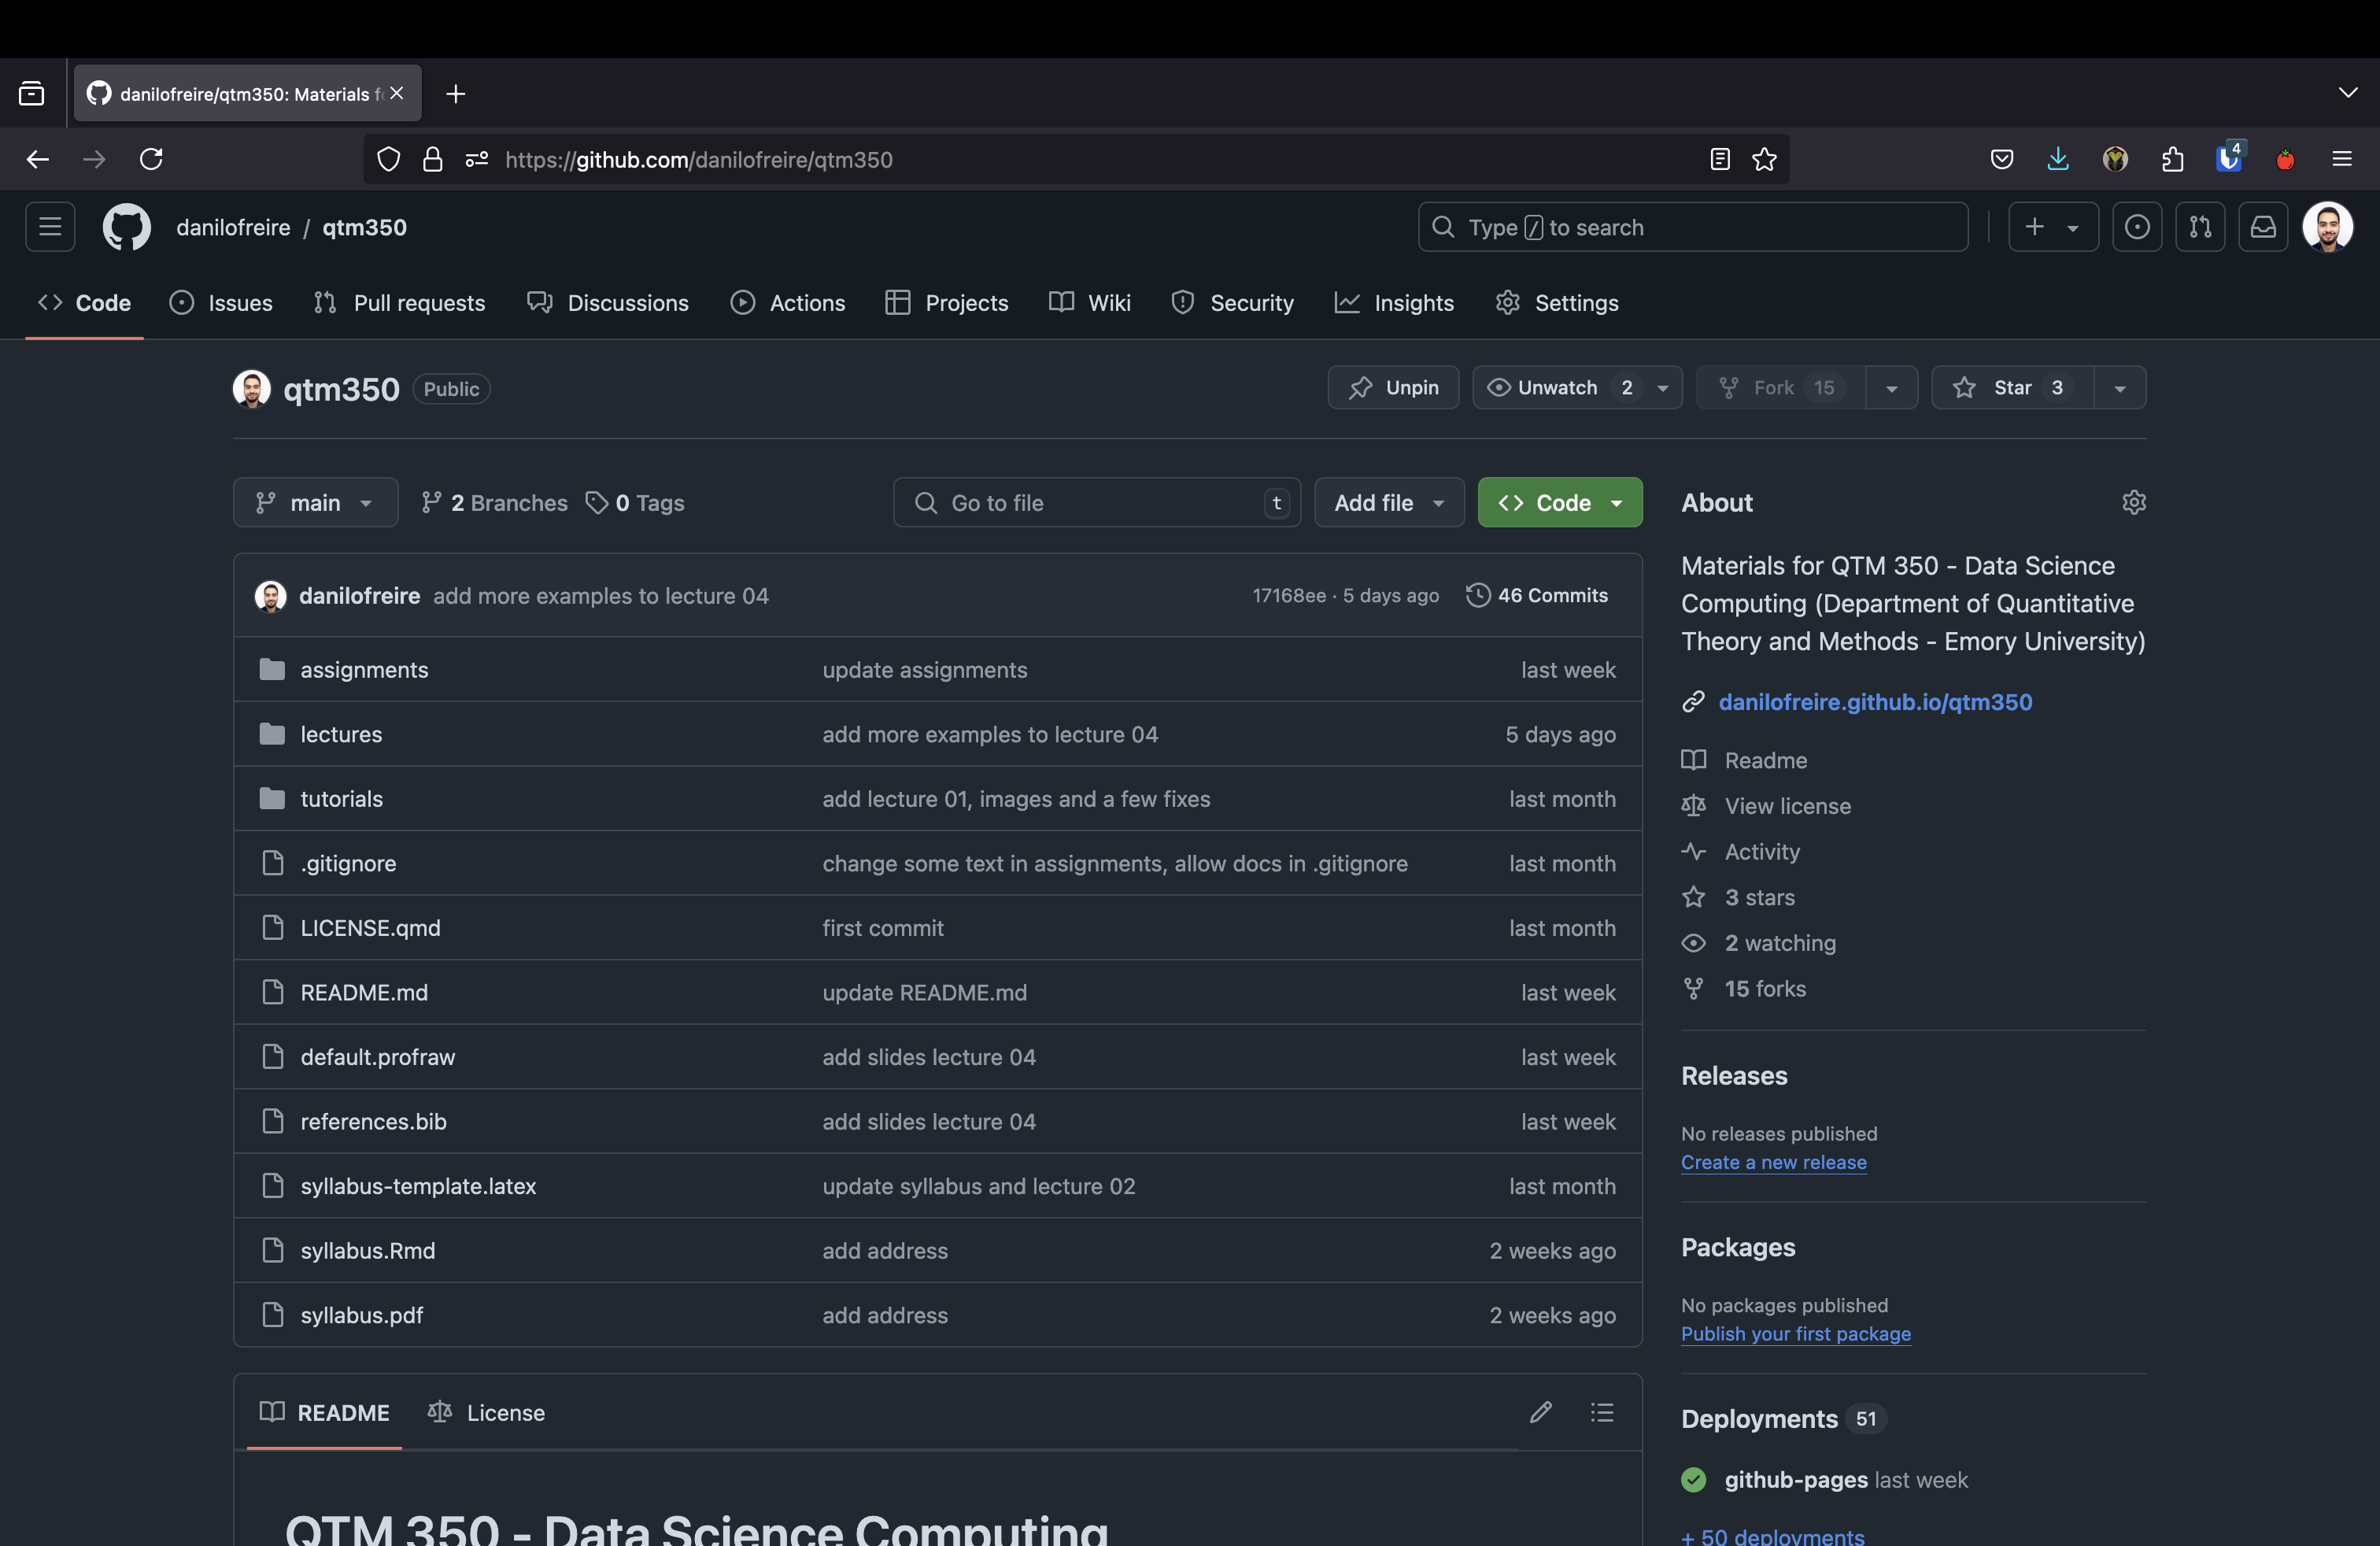 danilofreire/qtm350: Materials f
https://github.com/danilofreire/qtm350
4
danilofreire / qtm350
Type / to search
Code Issues Pull requests Discussions Actions Projects Wiki Security Insights Settings
qtm350 Public
Unpin Unwatch 2 Fork 15 Star 3
main 2 Branches 0 Tags Go to file t Add file Code
danilofreire add more examples to lecture 04 17168ee · 5 days ago 46 Commits
assignments update assignments last week
lectures add more examples to lecture 04 5 days ago
tutorials add lecture 01, images and a few fixes last month
.gitignore change some text in assignments, allow docs in .gitignore last month
LICENSE.qmd first commit last month
README.md update README.md last week
default.profraw add slides lecture 04 last week
references.bib add slides lecture 04 last week
syllabus-template.latex update syllabus and lecture 02 last month
syllabus.Rmd add address 2 weeks ago
syllabus.pdf add address 2 weeks ago
README License
QTM 350 - Data Science Computing
About
Materials for QTM 350 - Data Science
Computing (Department of Quantitative
Theory and Methods - Emory University)
danilofreire.github.io/qtm350
Readme
View license
Activity
3 stars
2 watching
15 forks
Releases
No releases published
Create a new release
Packages
No packages published
Publish your first package
Deployments 51
github-pages last week
+ 50 deployments